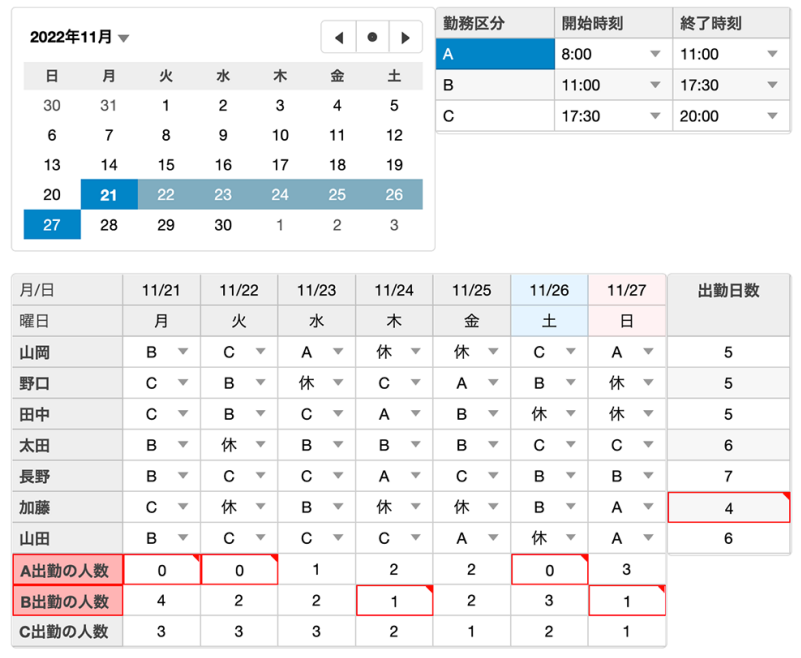 2022年11月
日 月 火 水 木 金 土
30 31 1 2 3 4 5
6 7 8 9 10 11 12
13 14 15 16 17 18 19
20 21 22 23 24 25 26
27 28 29 30 1 2 3
勤務区分 開始時刻 終了時刻
A 8:00 11:00
B 11:00 17:30
C 17:30 20:00
月/日 11/21 11/22 11/23 11/24 11/25 11/26 11/27 出勤日数
曜日 月 火 水 木 金 土 日
山岡 B C A 休 休 C A 5
野口 C B 休 C A B 休 5
田中 C B C A B 休 休 5
太田 B 休 B B B C C 6
長野 B C C A C B B 7
加藤 C 休 B 休 休 B A 4
山田 B C C C A 休 A 6
A出勤の人数 0 0 1 2 2 0 3
B出勤の人数 4 2 2 1 2 3 1
C出勤の人数 3 3 3 2 1 2 1